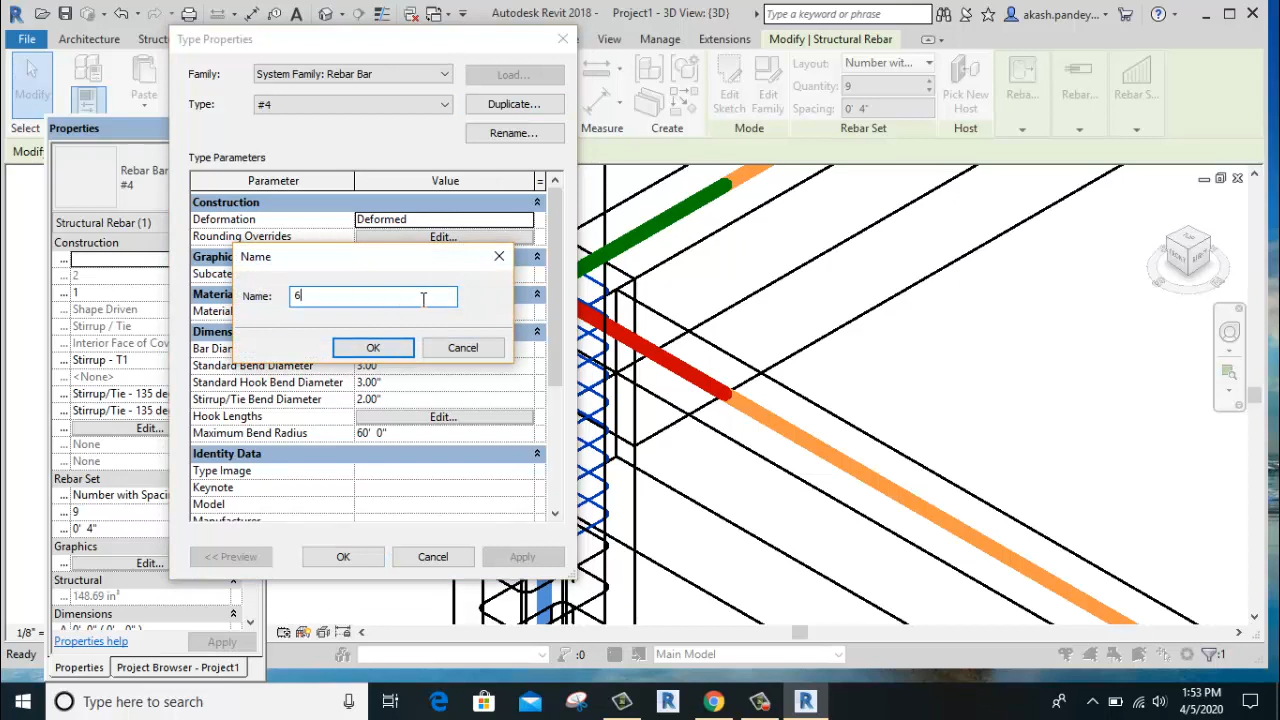 Autodesk Revit 2018 - Project1 - 3D View: {3D}
Type a keyword or phrase
akash.pandey...
File
Architecture
Struct
View
Manage
Extensions
Modify | Structural Rebar
Modify
Paste
Measure
Create
Edit Sketch
Edit Family
Mode
Layout:
Number wit...
Quantity:
9
Spacing:
0' 4"
Rebar Set
Pick New Host
Host
Reba...
Rebar...
Rebar S...
Select
Properties
Modif
Rebar Bar
#4
Structural Rebar (1)
Construction
...
... 2
... 1
... Shape Driven
... Stirrup / Tie
... Interior Face of Cov
... Stirrup - T1
... <None>
... Stirrup/Tie - 135 de
... Stirrup/Tie - 135 de
... Edit...
... None
... None
Rebar Set
... Number with Spacin
... 9
... 0' 4"
Graphics
... Edit...
Structural
... 148.69 in³
Dimensions
Properties help
Apply
Properties
Project Browser - Project1
Type Properties
Family:
System Family: Rebar Bar
Load...
Type:
#4
Duplicate...
Rename...
Type Parameters
Parameter
Value
=
Construction
Deformation
Deformed
Rounding Overrides
Edit...
Graphic
Subcate
Materia
Material
Dimens
Bar Dia
Standard Bend Diameter
3.00"
Standard Hook Bend Diameter
3.00"
Stirrup/Tie Bend Diameter
2.00"
Hook Lengths
Edit...
Maximum Bend Radius
60' 0"
Identity Data
Type Image
Keynote
Model
<< Preview
OK
Cancel
Apply
Name
Name:
6
OK
Cancel
1/8" =
Ready
:0
Main Model
:1
Type here to search
1:53 PM
4/5/2020